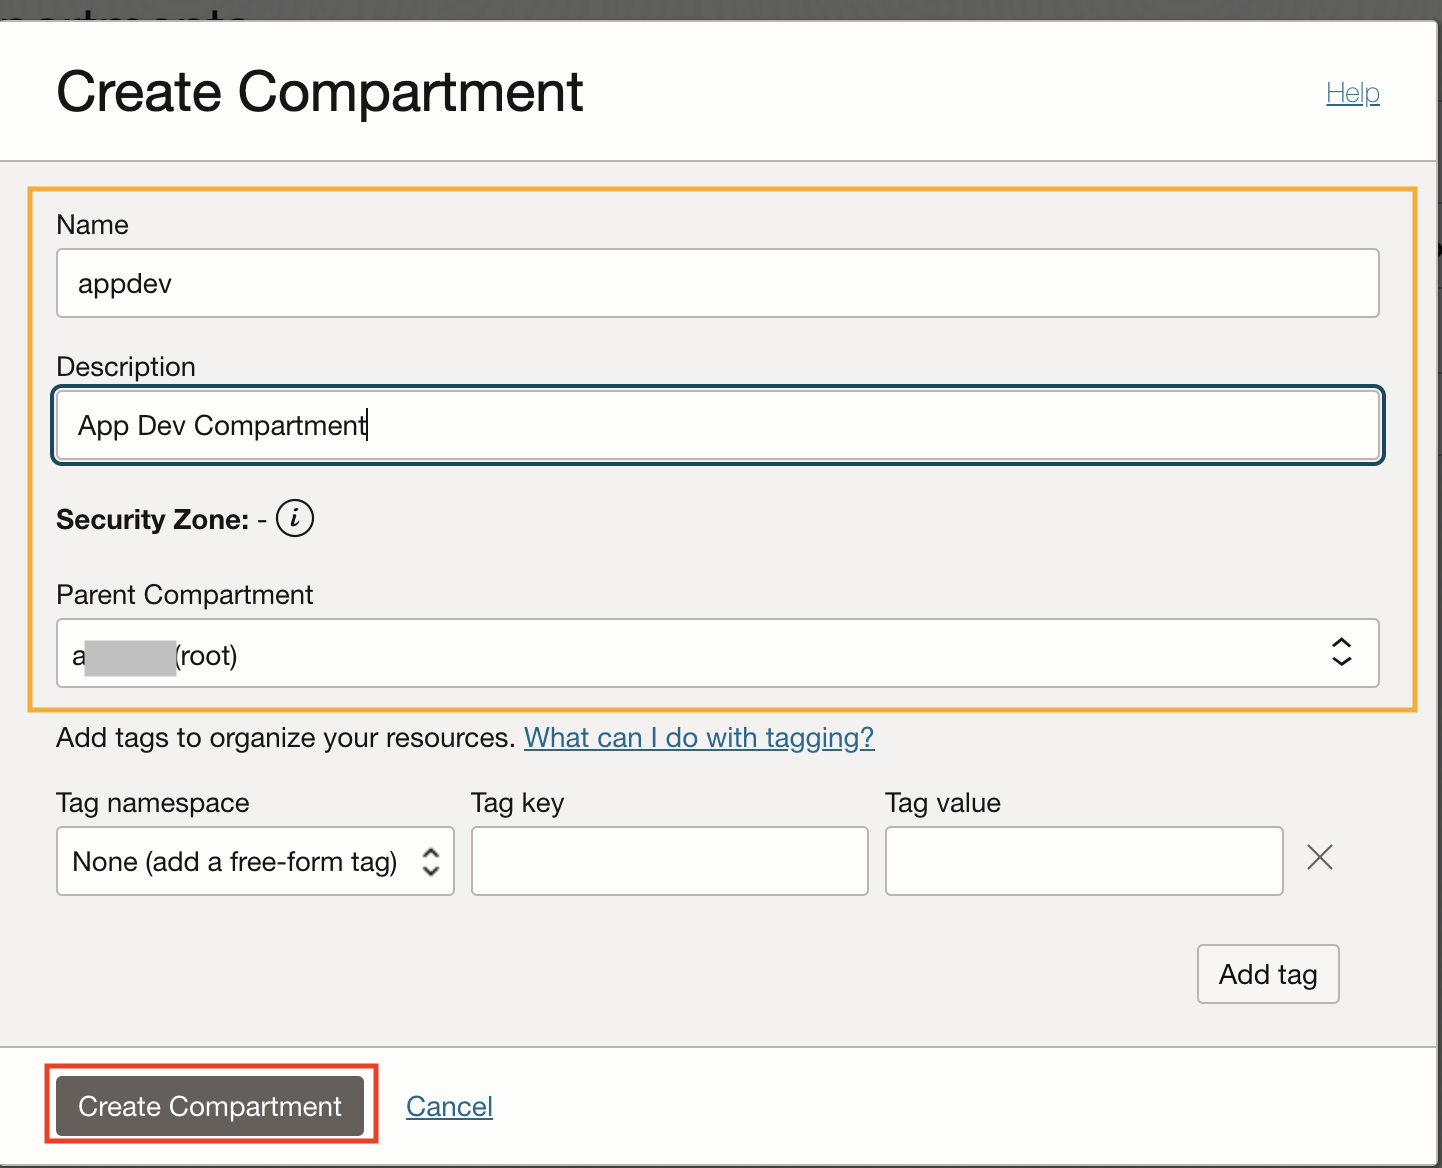 Create Compartment
Help
Name
appdev
Description
App Dev Compartment
Security Zone: - i
Parent Compartment
a (root)
Add tags to organize your resources. What can I do with tagging?
Tag namespace Tag key Tag value
None (add a free-form tag)
Add tag
Create Compartment Cancel